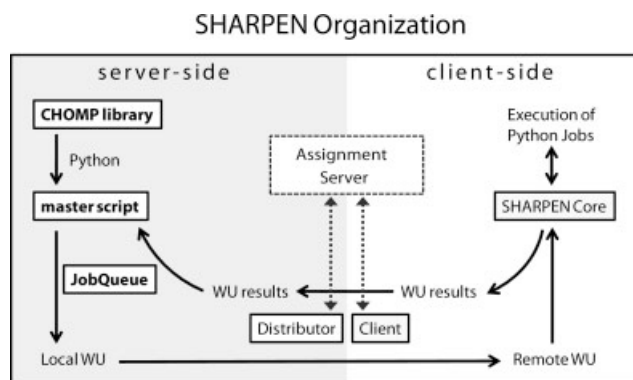 SHARPEN Organization
server-side
client-side
CHOMP library
Execution of
Python Jobs
Python
Assignment
Server
master script
SHARPEN Core
JobQueue
WU results
WU results
Distributor
Client
Local WU
Remote WU